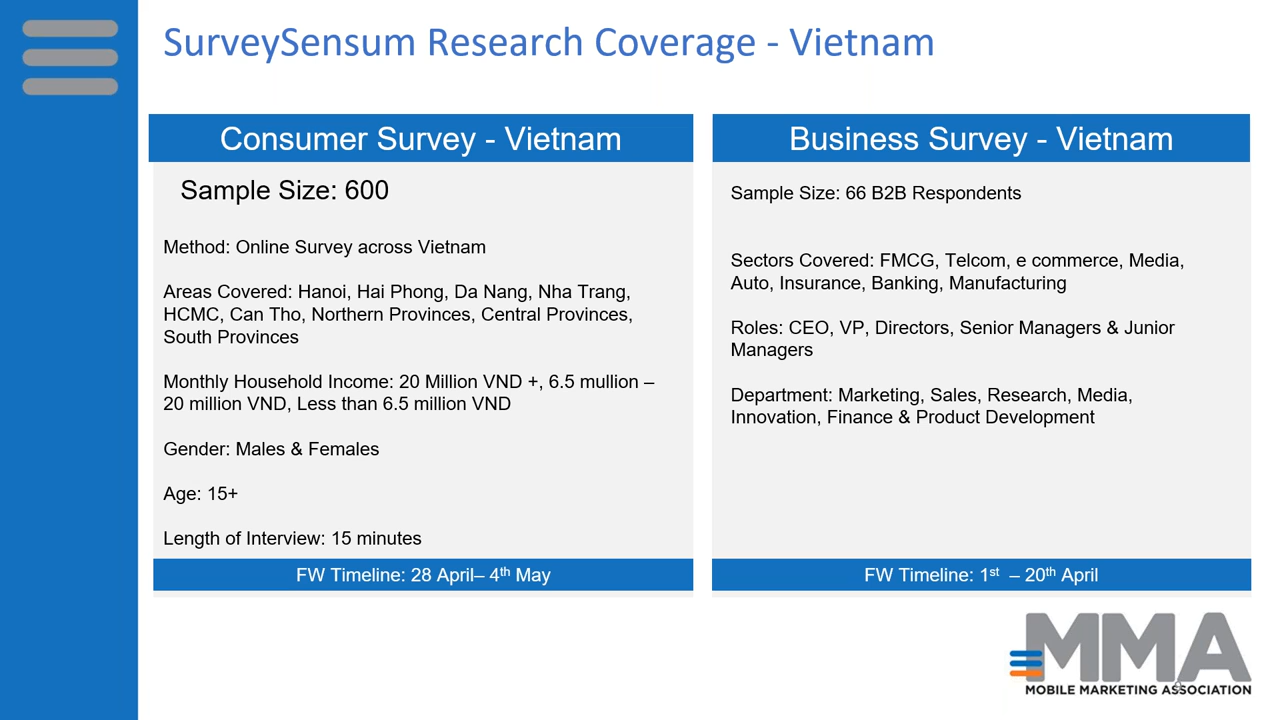 SurveySensum Research Coverage - Vietnam
Consumer Survey - Vietnam
Sample Size: 600
Method: Online Survey across Vietnam
Areas Covered: Hanoi, Hai Phong, Da Nang, Nha Trang,
HCMC, Can Tho, Northern Provinces, Central Provinces,
South Provinces
Monthly Household Income: 20 Million VND +, 6.5 mullion –
20 million VND, Less than 6.5 million VND
Gender: Males & Females
Age: 15+
Length of Interview: 15 minutes
FW Timeline: 28 April– 4th May
Business Survey - Vietnam
Sample Size: 66 B2B Respondents
Sectors Covered: FMCG, Telcom, e commerce, Media,
Auto, Insurance, Banking, Manufacturing
Roles: CEO, VP, Directors, Senior Managers & Junior
Managers
Department: Marketing, Sales, Research, Media,
Innovation, Finance & Product Development
FW Timeline: 1st – 20th April
MMA
MOBILE MARKETING ASSOCIATION